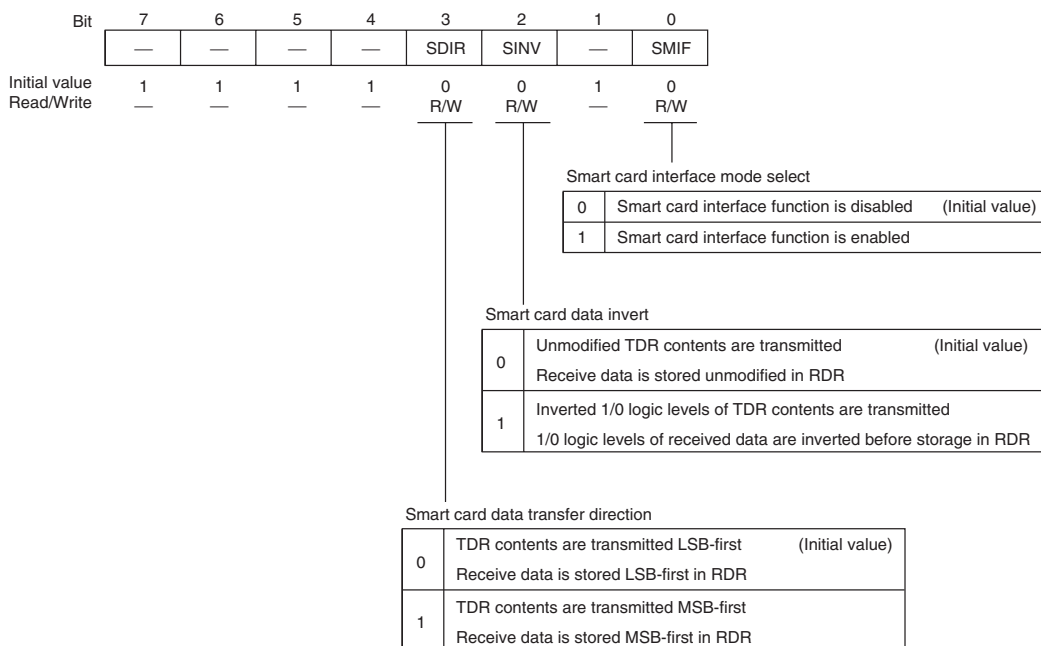 Bit 7 6 5 4 3 2 1 0
— — — — SDIR SINV — SMIF
Initial value 1 1 1 1 0 0 1 0
Read/Write — — — — R/W R/W — R/W
Smart card interface mode select
0 Smart card interface function is disabled (Initial value)
1 Smart card interface function is enabled
Smart card data invert
0 Unmodified TDR contents are transmitted (Initial value)
Receive data is stored unmodified in RDR
1 Inverted 1/0 logic levels of TDR contents are transmitted
1/0 logic levels of received data are inverted before storage in RDR
Smart card data transfer direction
0 TDR contents are transmitted LSB-first (Initial value)
Receive data is stored LSB-first in RDR
1 TDR contents are transmitted MSB-first
Receive data is stored MSB-first in RDR